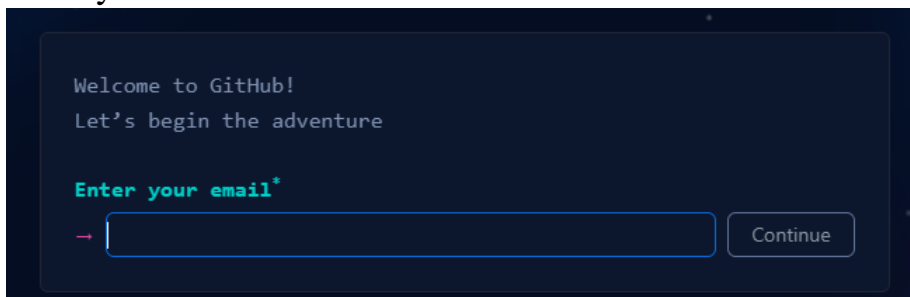 Welcome to GitHub!
Let’s begin the adventure
Enter your email*
→ Continue